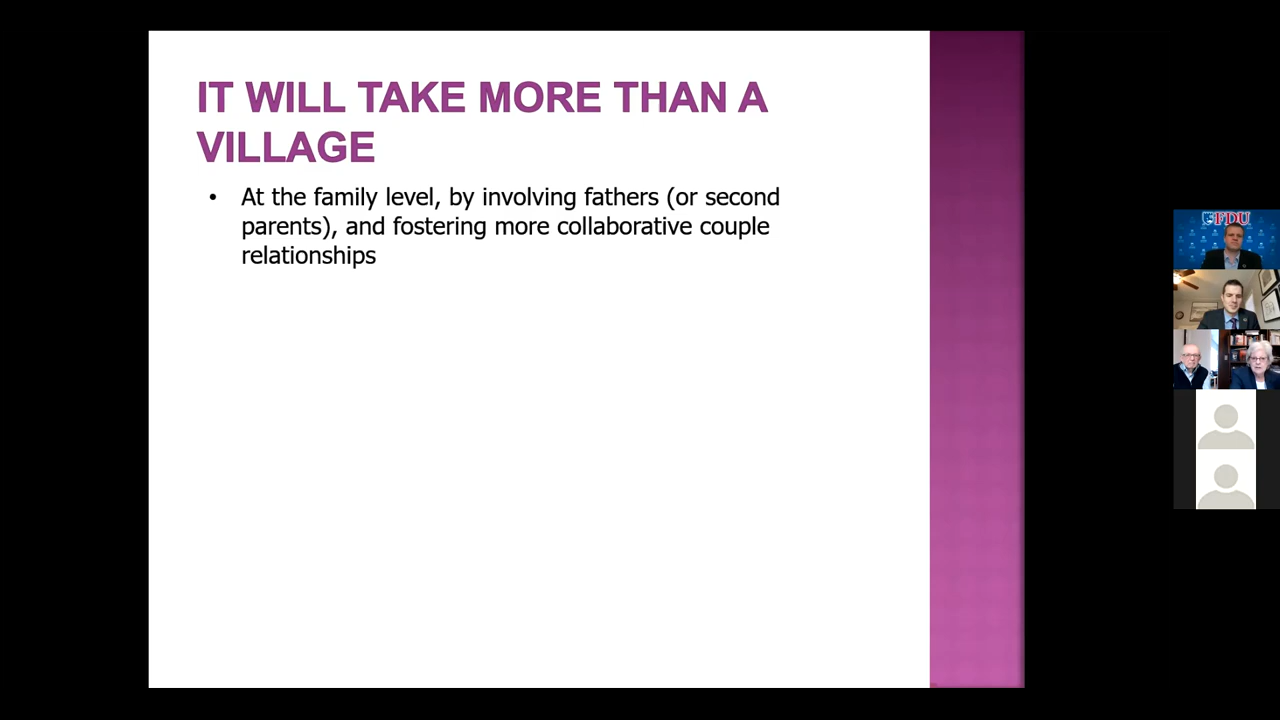 IT WILL TAKE MORE THAN A
VILLAGE
• At the family level, by involving fathers (or second
parents), and fostering more collaborative couple
relationships
FDU